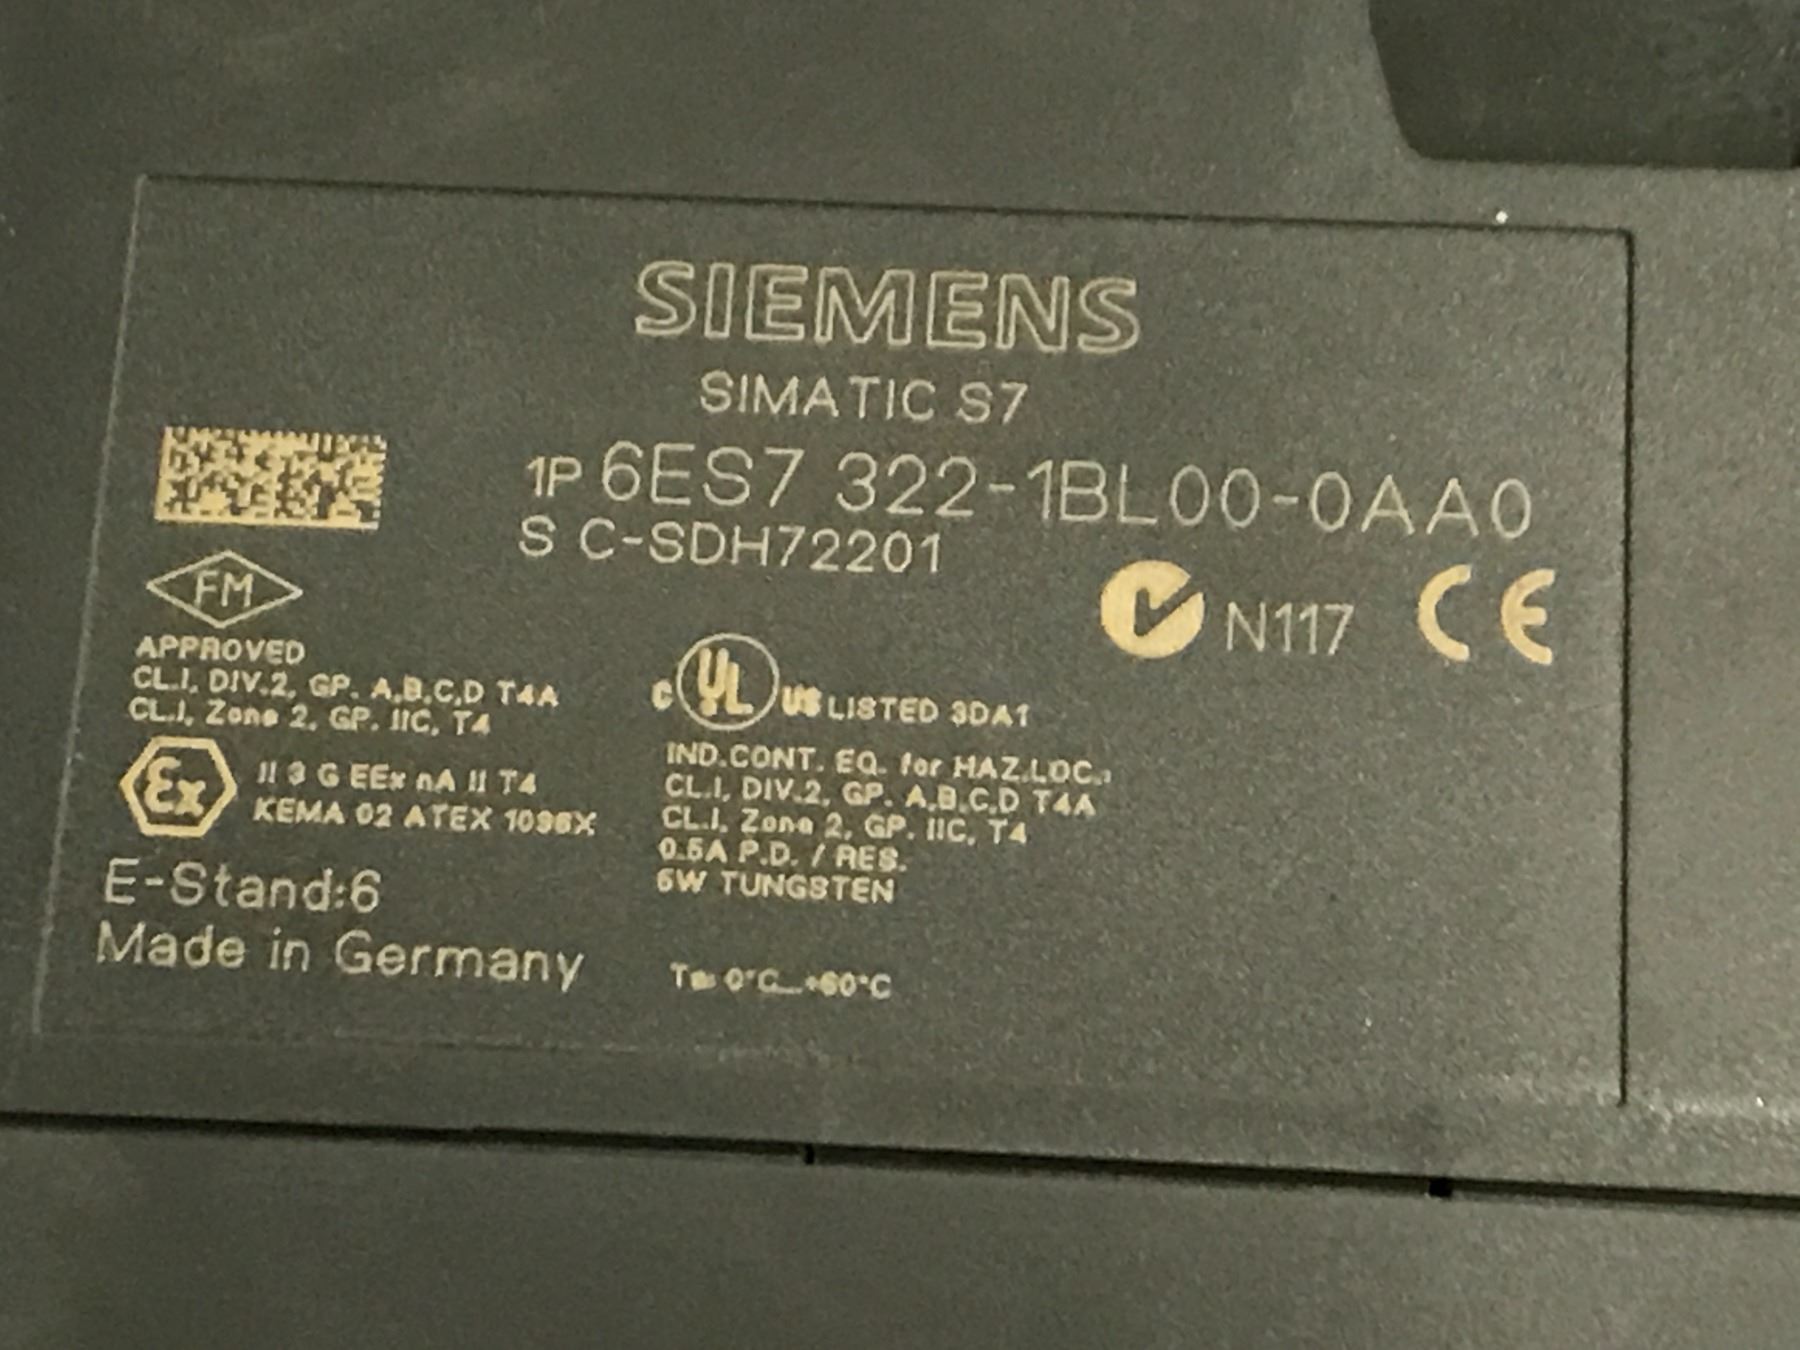 SIEMENS
SIMATIC S7
1P 6ES7 322-1BL00-0AA0
S C-SDH72201
N117 CE
FM
APPROVED
CL.I, DIV.2, GP. A,B,C,D T4A
CL.I, Zone 2, GP. IIC, T4
Ex II 3 G EEx nA II T4
KEMA 02 ATEX 1096X
E-Stand:6
Made in Germany
C UL US LISTED 3DA1
IND.CONT. EQ. for HAZ.LOC.:
CL.I, DIV.2, GP. A,B,C,D T4A
CL.I, Zone 2, GP. IIC, T4
0.5A P.D. / RES.
5W TUNGSTEN
0°C...+60°C